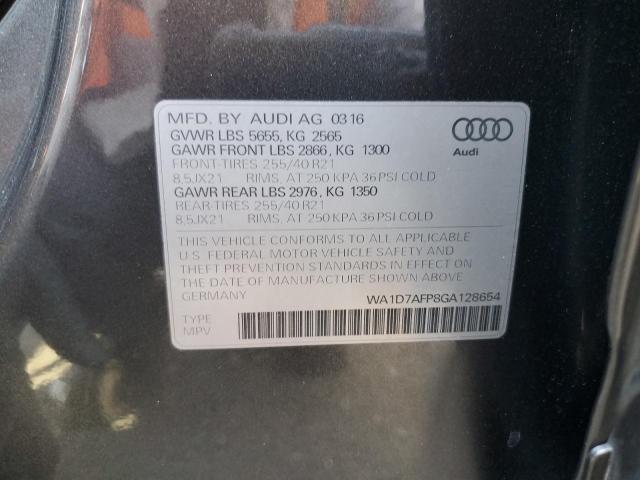 MFD. BY AUDI AG 0316
GVWR LBS 5655, KG 2565
GAWR FRONT LBS 2866, KG 1300
FRONT-TIRES 255/40 R21
8,5JX21 RIMS, AT 250 KPA 36 PSI COLD
GAWR REAR LBS 2976, KG 1350
REAR-TIRES 255/40 R21
8,5JX21 RIMS, AT 250 KPA 36 PSI COLD
Audi
THIS VEHICLE CONFORMS TO ALL APPLICABLE
U.S. FEDERAL MOTOR VEHICLE SAFETY AND
THEFT PREVENTION STANDARDS IN EFFECT ON
THE DATE OF MANUFACTURE SHOWN ABOVE.
GERMANY
WA1D7AFP8GA128654
TYPE:
MPV